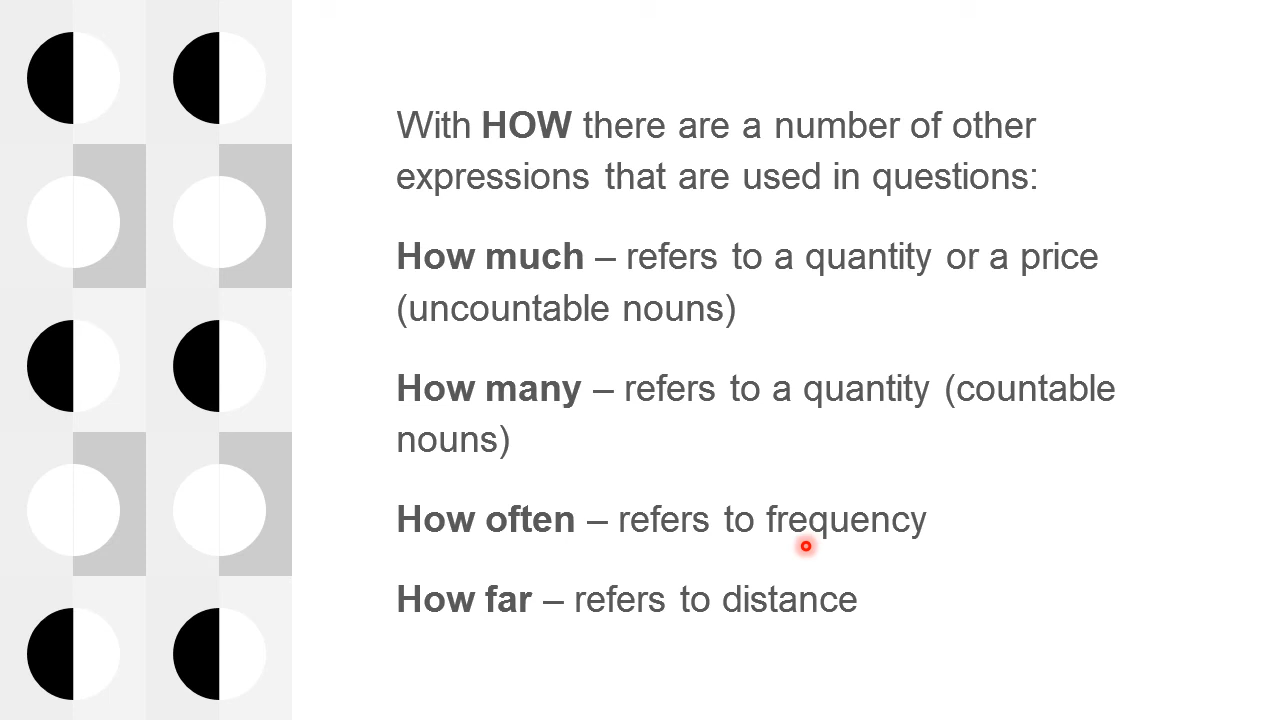 With HOW there are a number of other
expressions that are used in questions:
How much – refers to a quantity or a price
(uncountable nouns)
How many – refers to a quantity (countable
nouns)
How often – refers to frequency
How far – refers to distance